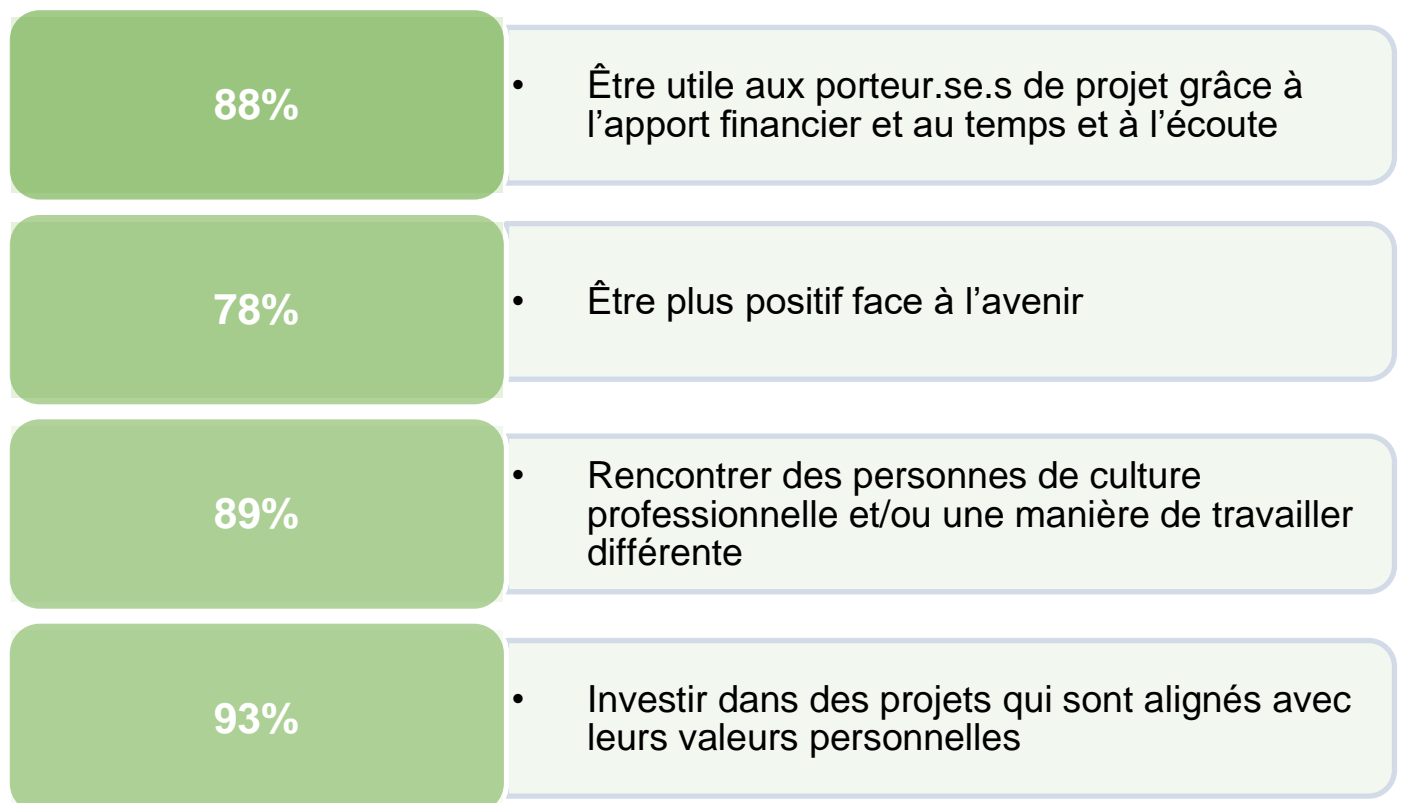 88%
• Être utile aux porteur.se.s de projet grâce à
l’apport financier et au temps et à l’écoute
78%
• Être plus positif face à l’avenir
89%
• Rencontrer des personnes de culture
professionnelle et/ou une manière de travailler
différente
93%
• Investir dans des projets qui sont alignés avec
leurs valeurs personnelles